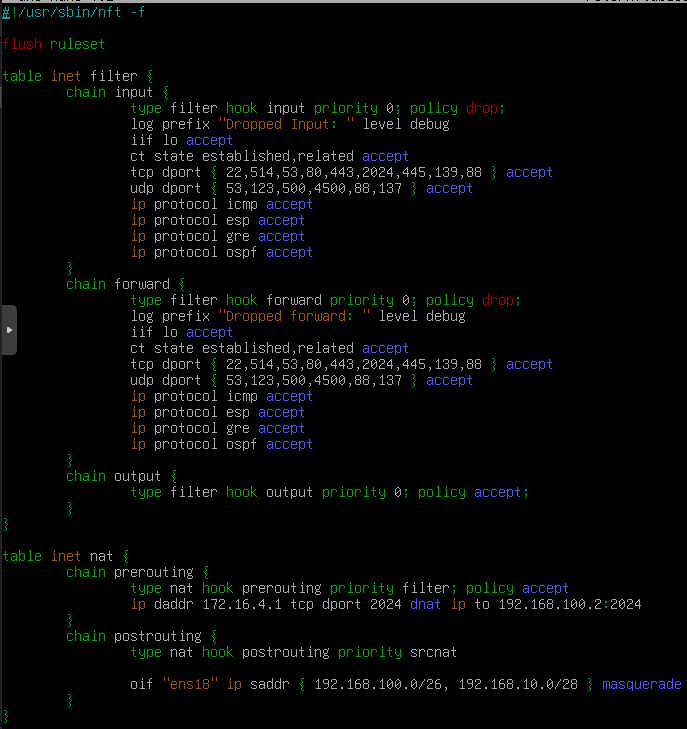 #!/usr/sbin/nft -f
flush ruleset
table inet filter {
chain input {
type filter hook input priority 0; policy drop;
log prefix "Dropped Input: " level debug
iif lo accept
ct state established,related accept
tcp dport { 22,514,53,80,443,2024,445,139,88 } accept
udp dport { 53,123,500,4500,88,137 } accept
ip protocol icmp accept
ip protocol esp accept
ip protocol gre accept
ip protocol ospf accept
}
chain forward {
type filter hook forward priority 0; policy drop;
log prefix "Dropped forward: " level debug
iif lo accept
ct state established,related accept
tcp dport { 22,514,53,80,443,2024,445,139,88 } accept
udp dport { 53,123,500,4500,88,137 } accept
ip protocol icmp accept
ip protocol esp accept
ip protocol gre accept
ip protocol ospf accept
}
chain output {
type filter hook output priority 0; policy accept;
}
}
table inet nat {
chain prerouting {
type nat hook prerouting priority filter; policy accept
ip daddr 172.16.4.1 tcp dport 2024 dnat ip to 192.168.100.2:2024
}
chain postrouting {
type nat hook postrouting priority srcnat
oif "ens18" ip saddr { 192.168.100.0/26, 192.168.10.0/28 } masquerade
}
}